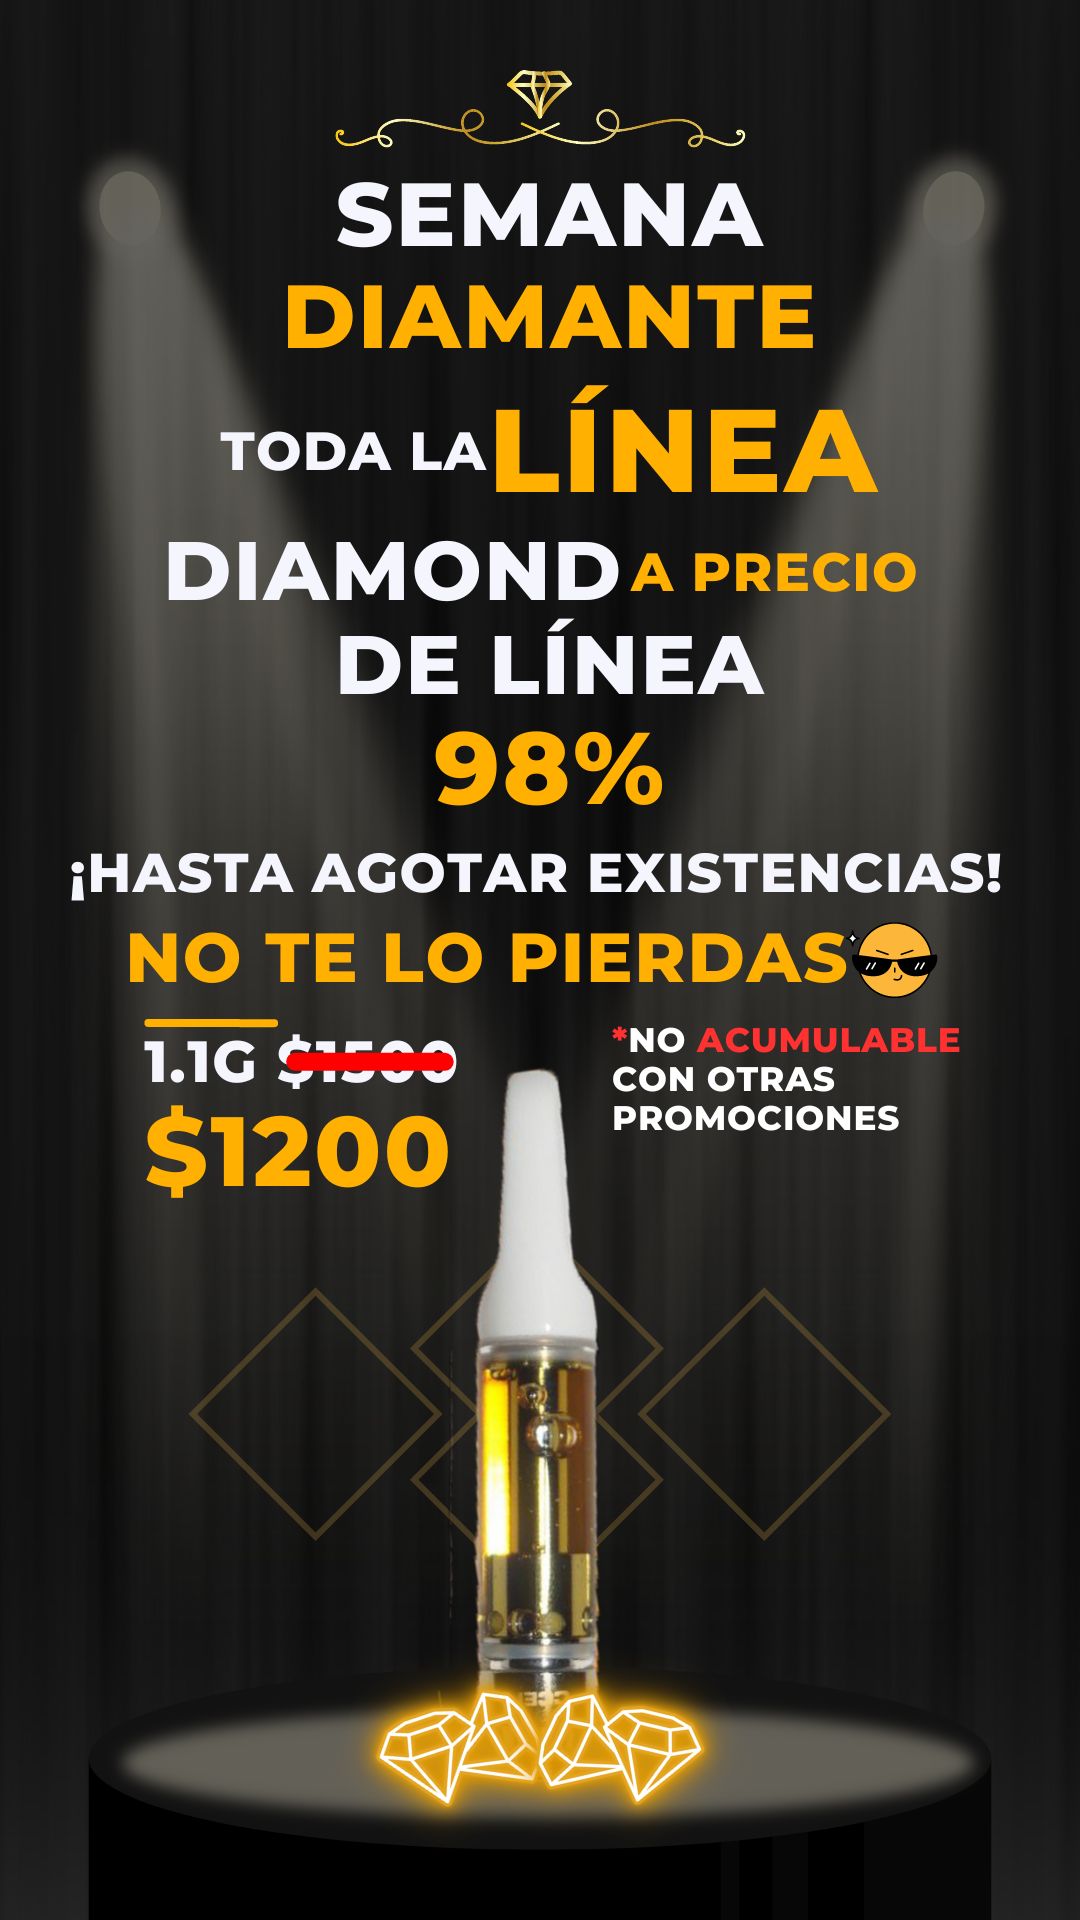 SEMANA
DIAMANTE
TODA LA LÍNEA
DIAMOND A PRECIO
DE LÍNEA
98%
¡HASTA AGOTAR EXISTENCIAS!
NO TE LO PIERDAS
1.1G $1500
$1200
*NO ACUMULABLE
CON OTRAS
PROMOCIONES